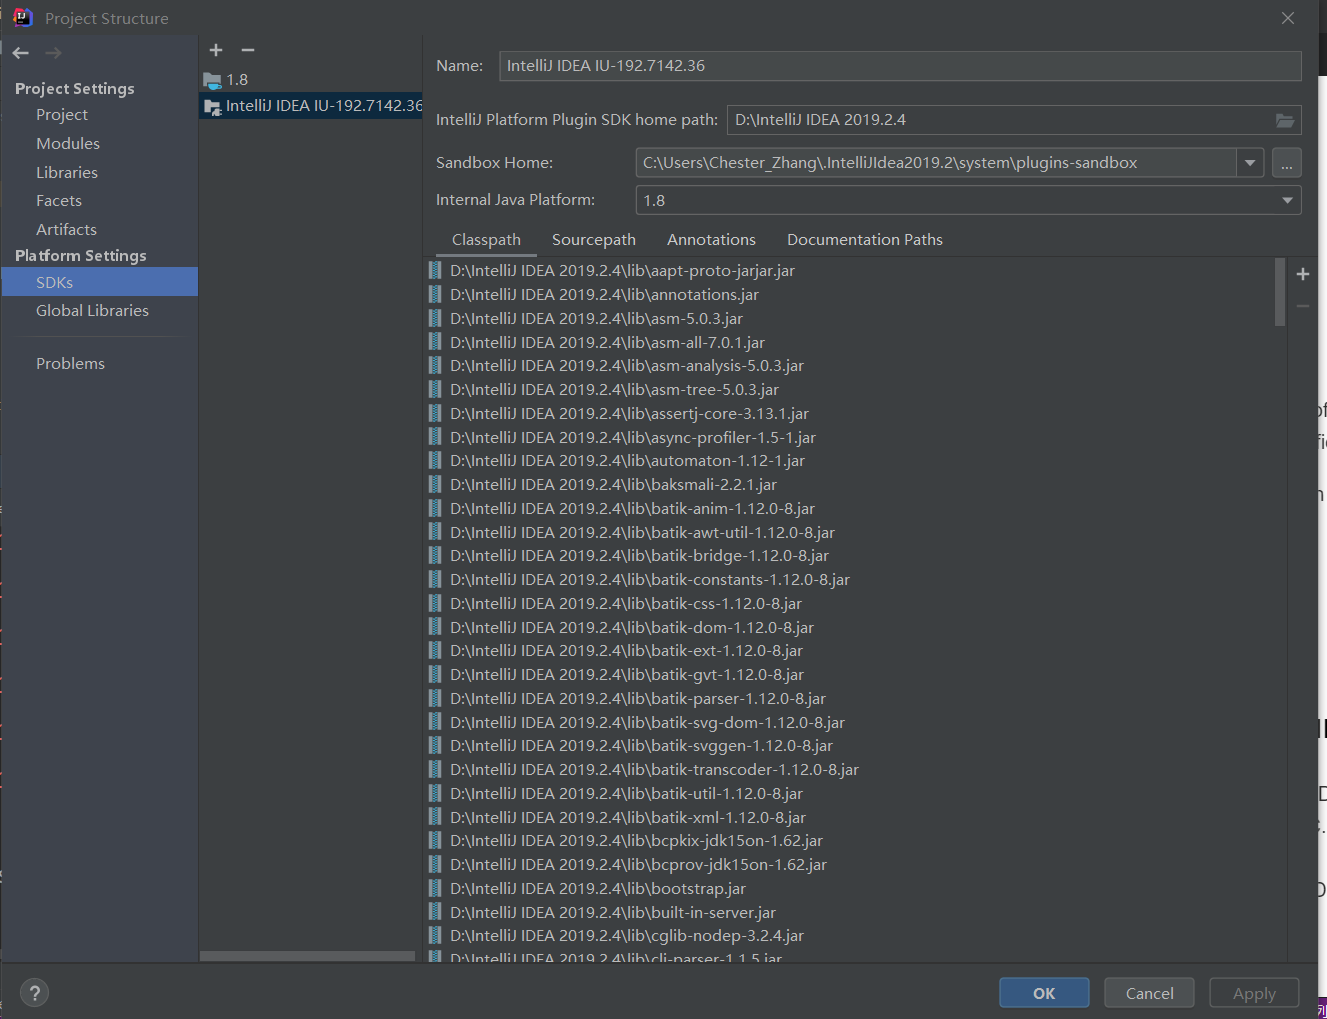 Project Structure
Project Settings
Project
Modules
Libraries
Facets
Artifacts
Platform Settings
SDKs
Global Libraries
Problems
1.8
IntelliJ IDEA IU-192.7142.36
Name: IntelliJ IDEA IU-192.7142.36
IntelliJ Platform Plugin SDK home path: D:\IntelliJ IDEA 2019.2.4
Sandbox Home: C:\Users\Chester_Zhang\.IntelliJIdea2019.2\system\plugins-sandbox ...
Internal Java Platform: 1.8
Classpath Sourcepath Annotations Documentation Paths
D:\IntelliJ IDEA 2019.2.4\lib\aapt-proto-jarjar.jar
D:\IntelliJ IDEA 2019.2.4\lib\annotations.jar
D:\IntelliJ IDEA 2019.2.4\lib\asm-5.0.3.jar
D:\IntelliJ IDEA 2019.2.4\lib\asm-all-7.0.1.jar
D:\IntelliJ IDEA 2019.2.4\lib\asm-analysis-5.0.3.jar
D:\IntelliJ IDEA 2019.2.4\lib\asm-tree-5.0.3.jar
D:\IntelliJ IDEA 2019.2.4\lib\assertj-core-3.13.1.jar
D:\IntelliJ IDEA 2019.2.4\lib\async-profiler-1.5-1.jar
D:\IntelliJ IDEA 2019.2.4\lib\automaton-1.12-1.jar
D:\IntelliJ IDEA 2019.2.4\lib\baksmali-2.2.1.jar
D:\IntelliJ IDEA 2019.2.4\lib\batik-anim-1.12.0-8.jar
D:\IntelliJ IDEA 2019.2.4\lib\batik-awt-util-1.12.0-8.jar
D:\IntelliJ IDEA 2019.2.4\lib\batik-bridge-1.12.0-8.jar
D:\IntelliJ IDEA 2019.2.4\lib\batik-constants-1.12.0-8.jar
D:\IntelliJ IDEA 2019.2.4\lib\batik-css-1.12.0-8.jar
D:\IntelliJ IDEA 2019.2.4\lib\batik-dom-1.12.0-8.jar
D:\IntelliJ IDEA 2019.2.4\lib\batik-ext-1.12.0-8.jar
D:\IntelliJ IDEA 2019.2.4\lib\batik-gvt-1.12.0-8.jar
D:\IntelliJ IDEA 2019.2.4\lib\batik-parser-1.12.0-8.jar
D:\IntelliJ IDEA 2019.2.4\lib\batik-svg-dom-1.12.0-8.jar
D:\IntelliJ IDEA 2019.2.4\lib\batik-svggen-1.12.0-8.jar
D:\IntelliJ IDEA 2019.2.4\lib\batik-transcoder-1.12.0-8.jar
D:\IntelliJ IDEA 2019.2.4\lib\batik-util-1.12.0-8.jar
D:\IntelliJ IDEA 2019.2.4\lib\batik-xml-1.12.0-8.jar
D:\IntelliJ IDEA 2019.2.4\lib\bcpkix-jdk15on-1.62.jar
D:\IntelliJ IDEA 2019.2.4\lib\bcprov-jdk15on-1.62.jar
D:\IntelliJ IDEA 2019.2.4\lib\bootstrap.jar
D:\IntelliJ IDEA 2019.2.4\lib\built-in-server.jar
D:\IntelliJ IDEA 2019.2.4\lib\cglib-nodep-3.2.4.jar
D:\IntelliJ IDEA 2019.2.4\lib\cli-parser-1.1.5.jar
? OK Cancel Apply